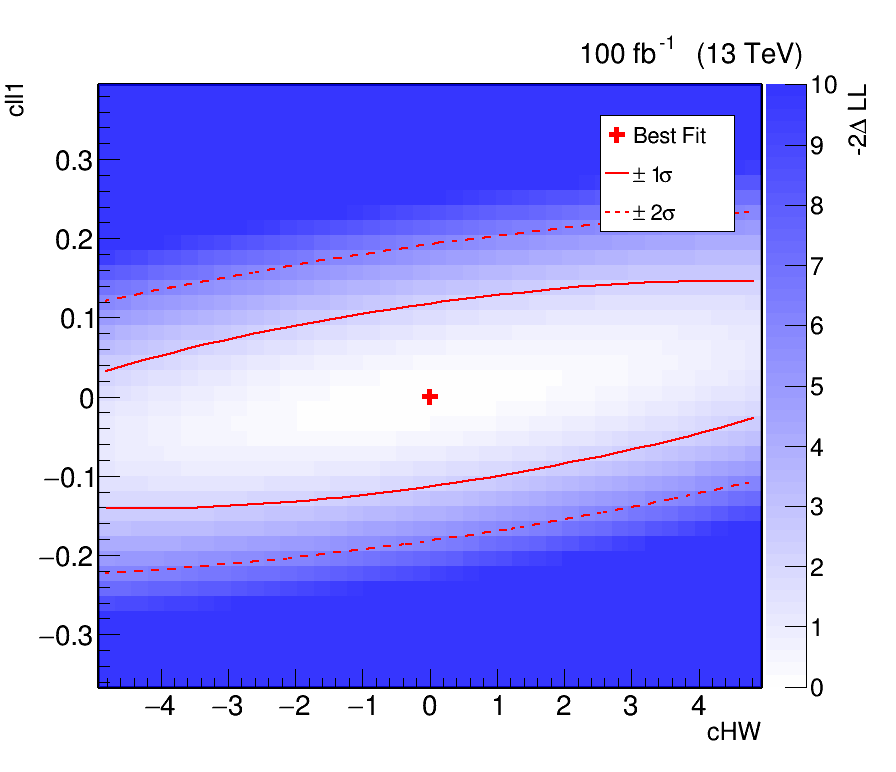 100 fb⁻¹ (13 TeV)
cll1
Best Fit
± 1σ
± 2σ
0.3
0.2
0.1
0
−0.1
−0.2
−0.3
−4 −3 −2 −1 0 1 2 3 4
cHW
10
9
8
7
6
5
4
3
2
1
0
-2Δ LL